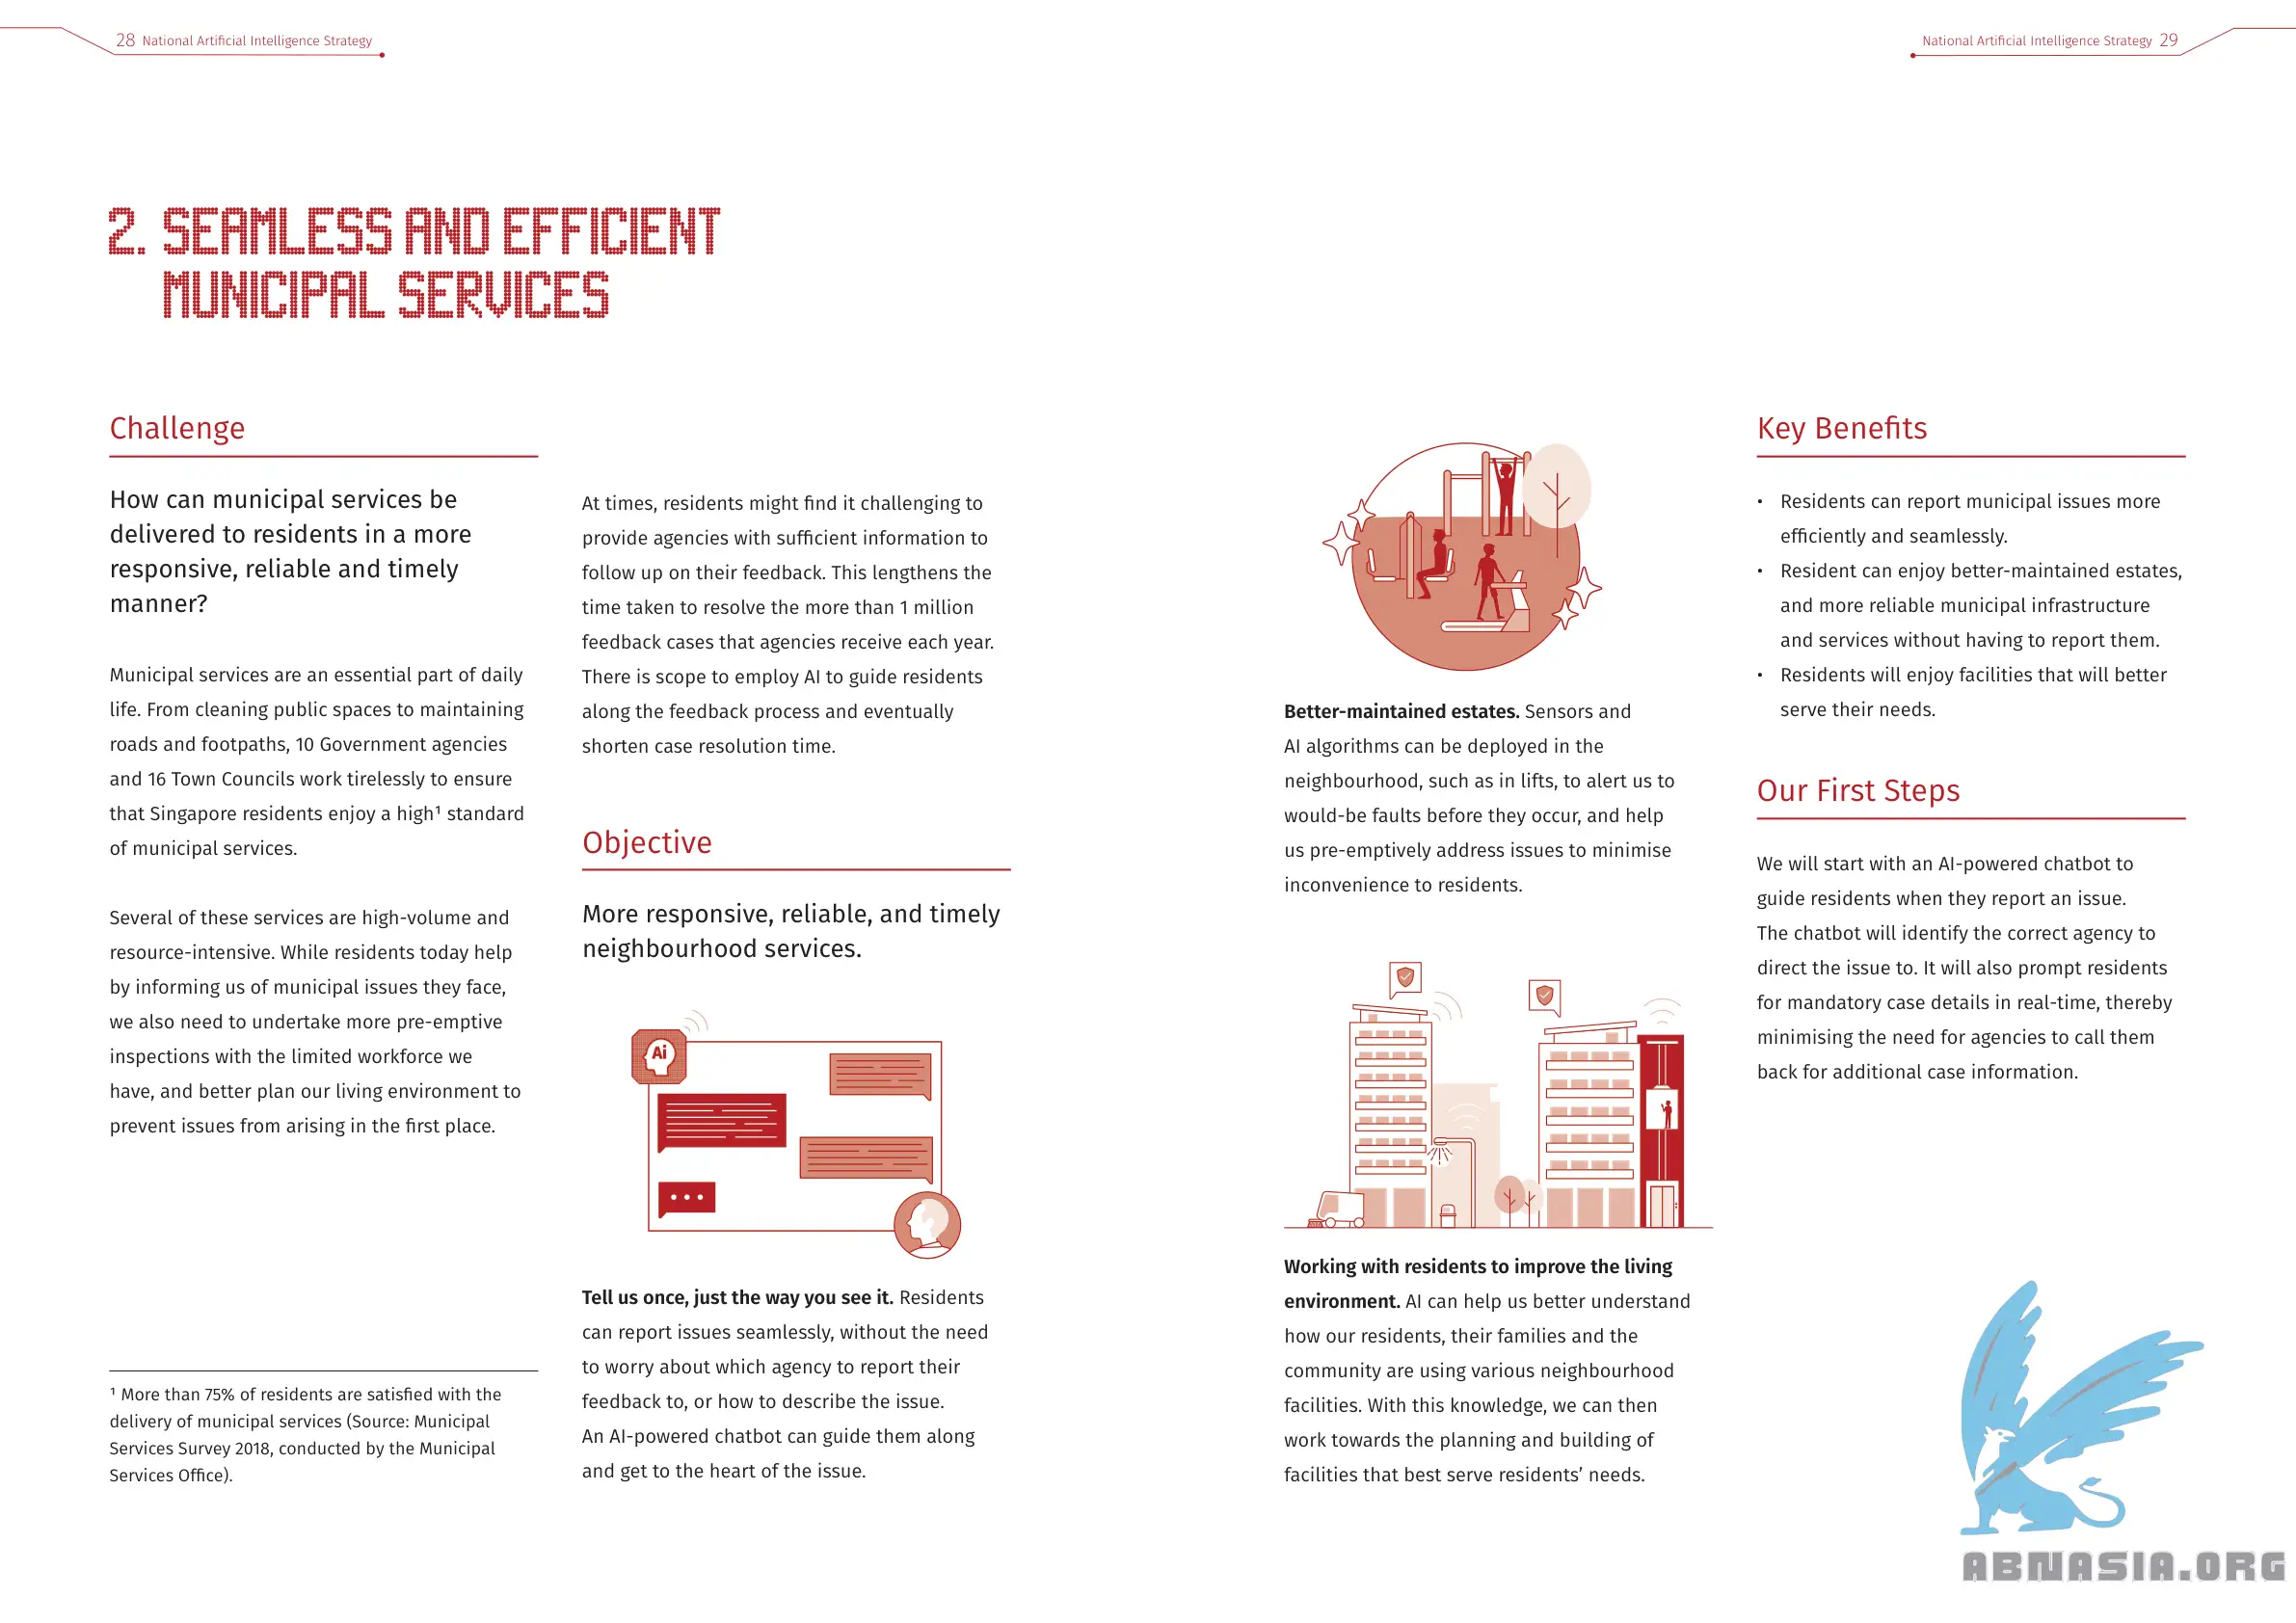 28 National Artificial Intelligence Strategy
National Artificial Intelligence Strategy 29
2. SEAMLESS AND EFFICIENT
MUNICIPAL SERVICES
Challenge
How can municipal services be
delivered to residents in a more
responsive, reliable and timely
manner?
Municipal services are an essential part of daily
life. From cleaning public spaces to maintaining
roads and footpaths, 10 Government agencies
and 16 Town Councils work tirelessly to ensure
that Singapore residents enjoy a high¹ standard
of municipal services.
Several of these services are high-volume and
resource-intensive. While residents today help
by informing us of municipal issues they face,
we also need to undertake more pre-emptive
inspections with the limited workforce we
have, and better plan our living environment to
prevent issues from arising in the first place.
¹ More than 75% of residents are satisfied with the
delivery of municipal services (Source: Municipal
Services Survey 2018, conducted by the Municipal
Services Office).
At times, residents might find it challenging to
provide agencies with sufficient information to
follow up on their feedback. This lengthens the
time taken to resolve the more than 1 million
feedback cases that agencies receive each year.
There is scope to employ AI to guide residents
along the feedback process and eventually
shorten case resolution time.
Objective
More responsive, reliable, and timely
neighbourhood services.
Ai
Tell us once, just the way you see it. Residents
can report issues seamlessly, without the need
to worry about which agency to report their
feedback to, or how to describe the issue.
An AI-powered chatbot can guide them along
and get to the heart of the issue.
Better-maintained estates. Sensors and
AI algorithms can be deployed in the
neighbourhood, such as in lifts, to alert us to
would-be faults before they occur, and help
us pre-emptively address issues to minimise
inconvenience to residents.
Working with residents to improve the living
environment. AI can help us better understand
how our residents, their families and the
community are using various neighbourhood
facilities. With this knowledge, we can then
work towards the planning and building of
facilities that best serve residents’ needs.
Key Benefits
• Residents can report municipal issues more
efficiently and seamlessly.
• Resident can enjoy better-maintained estates,
and more reliable municipal infrastructure
and services without having to report them.
• Residents will enjoy facilities that will better
serve their needs.
Our First Steps
We will start with an AI-powered chatbot to
guide residents when they report an issue.
The chatbot will identify the correct agency to
direct the issue to. It will also prompt residents
for mandatory case details in real-time, thereby
minimising the need for agencies to call them
back for additional case information.
ABNASIA.ORG